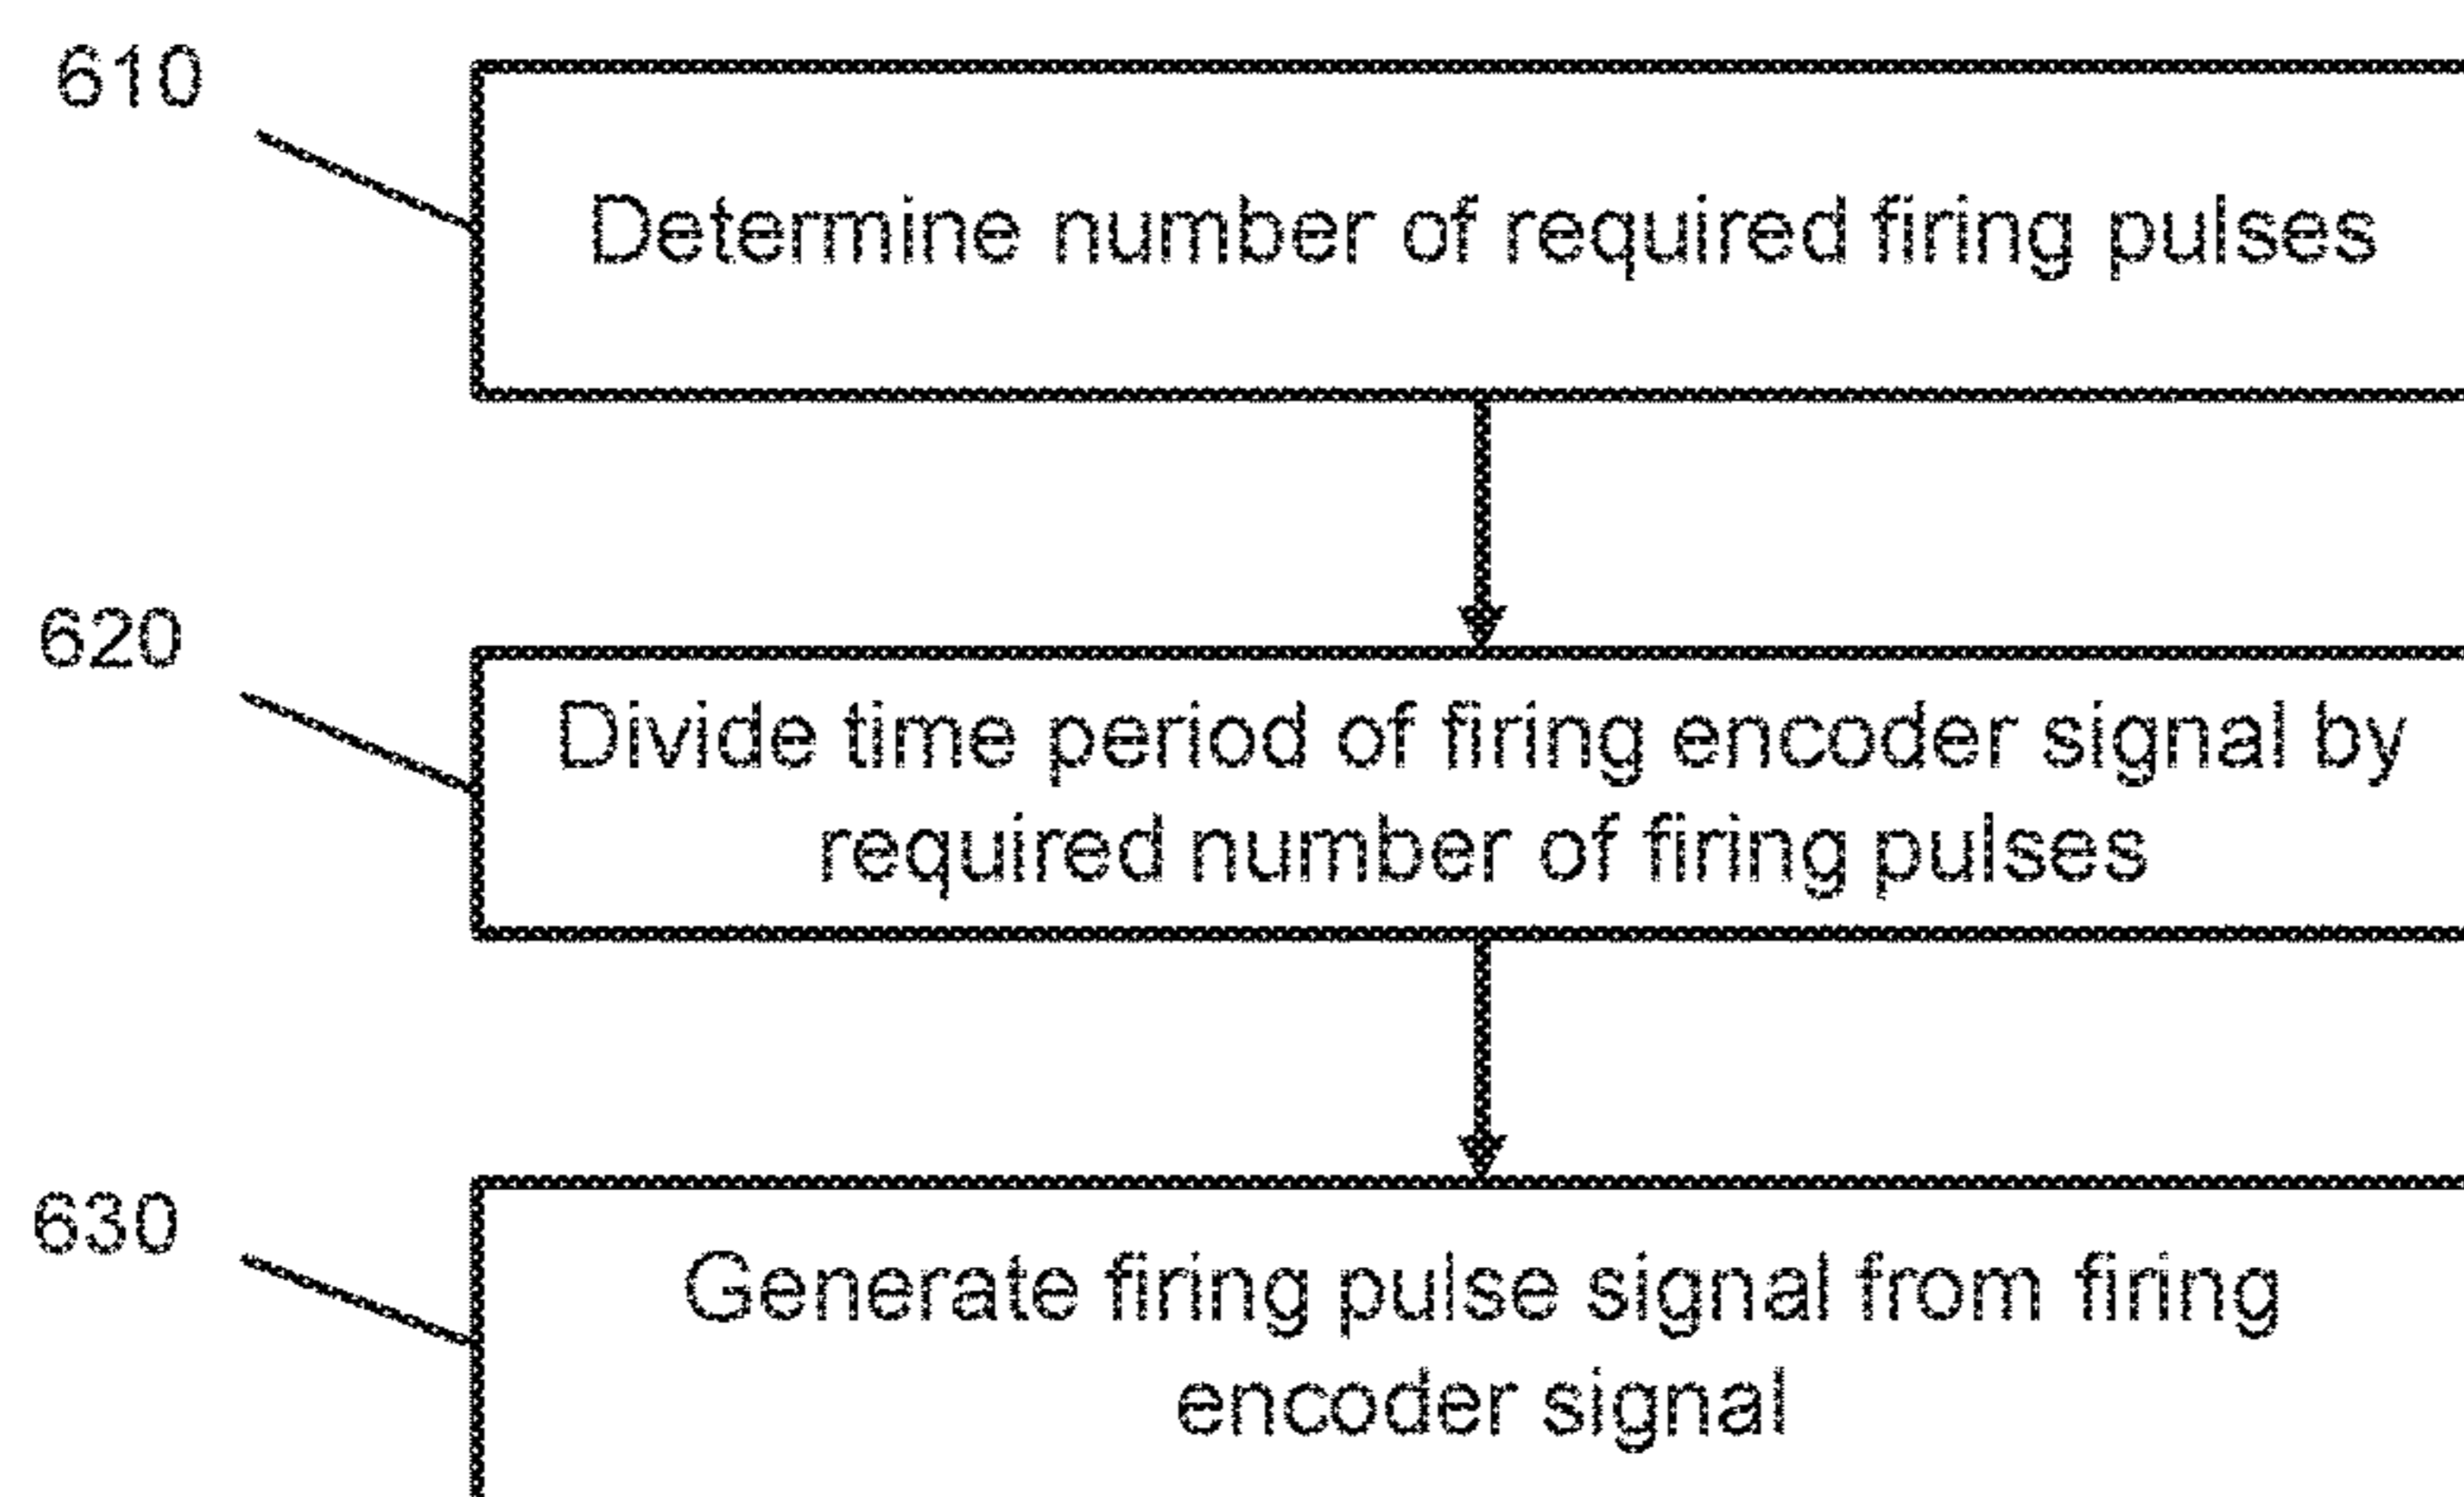 610
Determine number of required firing pulses
620
Divide time period of firing encoder signal by
required number of firing pulses
630
Generate firing pulse signal from firing
encoder signal